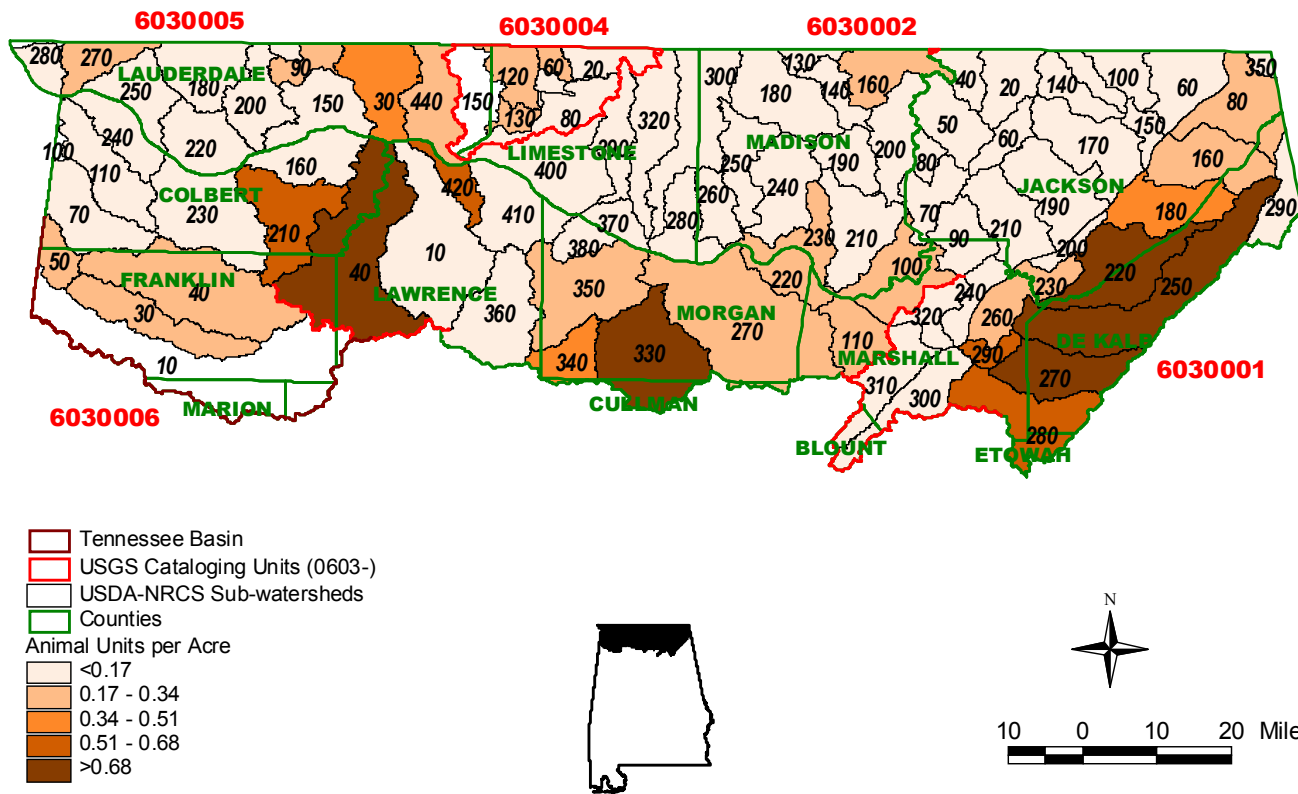 6030005
6030004
6030002
280 270 90 120 60 20 300 130 160 40 20 140 100 60 350
LAUDERDALE
250 180 200 150 30 440 150 130 80 320 180 140 50 60 150 80
240 220 LIMESTONE 390 MADISON 200 170 160
100 110 160 400 250 190 80 JACKSON
COLBERT 420 260 240 190 180 290
70 230 210 410 370 280 230 210 70 210
10 380 90 200
50 40 220 100 230 220 250
FRANKLIN 40 LAWRENCE 350 MORGAN 240
30 360 270 320 260
10 340 330 110 290 DE KALB
MARSHALL
310 270 6030001
MARION CULLMAN 300
6030006
BLOUNT 280
ETOWAH
Tennessee Basin
USGS Cataloging Units (0603-)
USDA-NRCS Sub-watersheds
Counties
Animal Units per Acre
<0.17
0.17 - 0.34
0.34 - 0.51
0.51 - 0.68
>0.68
N
10 0 10 20 Mile